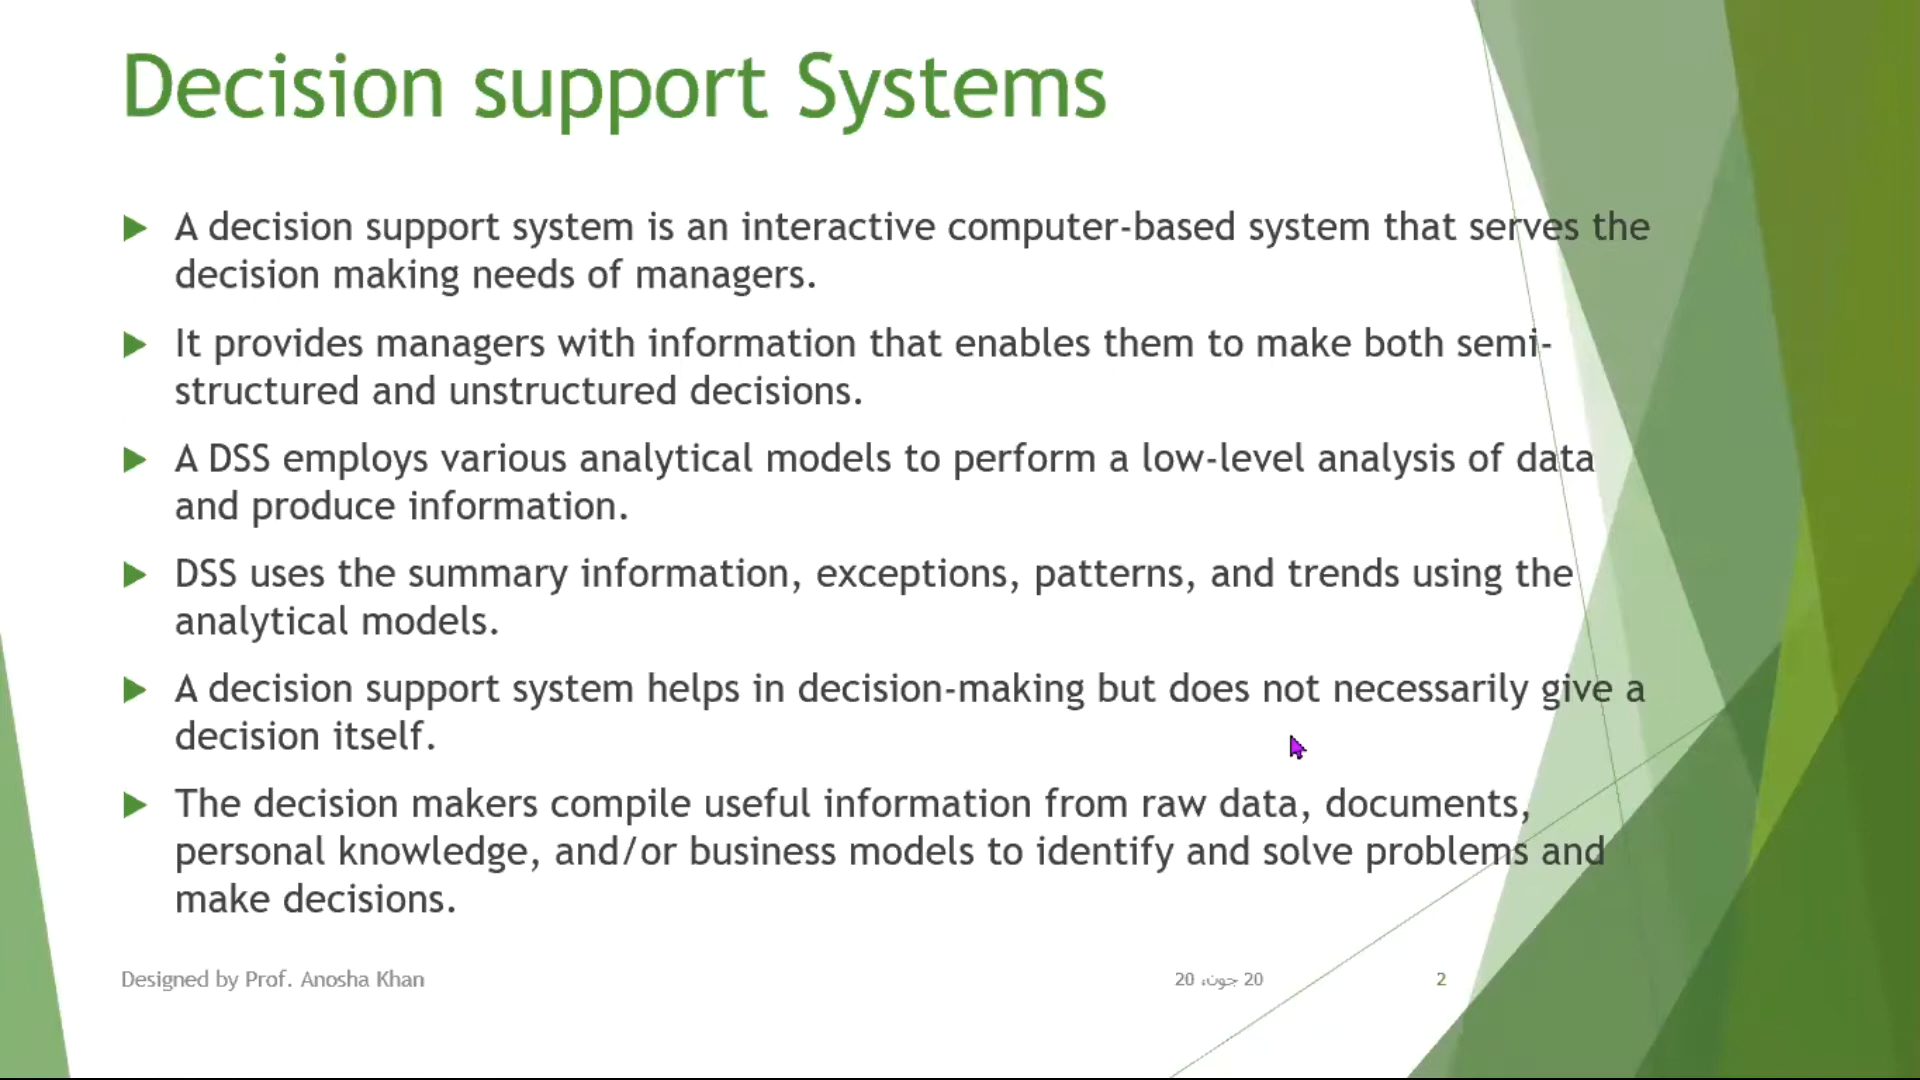 Decision support Systems
A decision support system is an interactive computer-based system that serves the
decision making needs of managers.
It provides managers with information that enables them to make both semi-
structured and unstructured decisions.
A DSS employs various analytical models to perform a low-level analysis of data
and produce information.
DSS uses the summary information, exceptions, patterns, and trends using the
analytical models.
A decision support system helps in decision-making but does not necessarily give a
decision itself.
The decision makers compile useful information from raw data, documents,
personal knowledge, and/or business models to identify and solve problems and
make decisions.
Designed by Prof. Anosha Khan
20 جون، 20
2